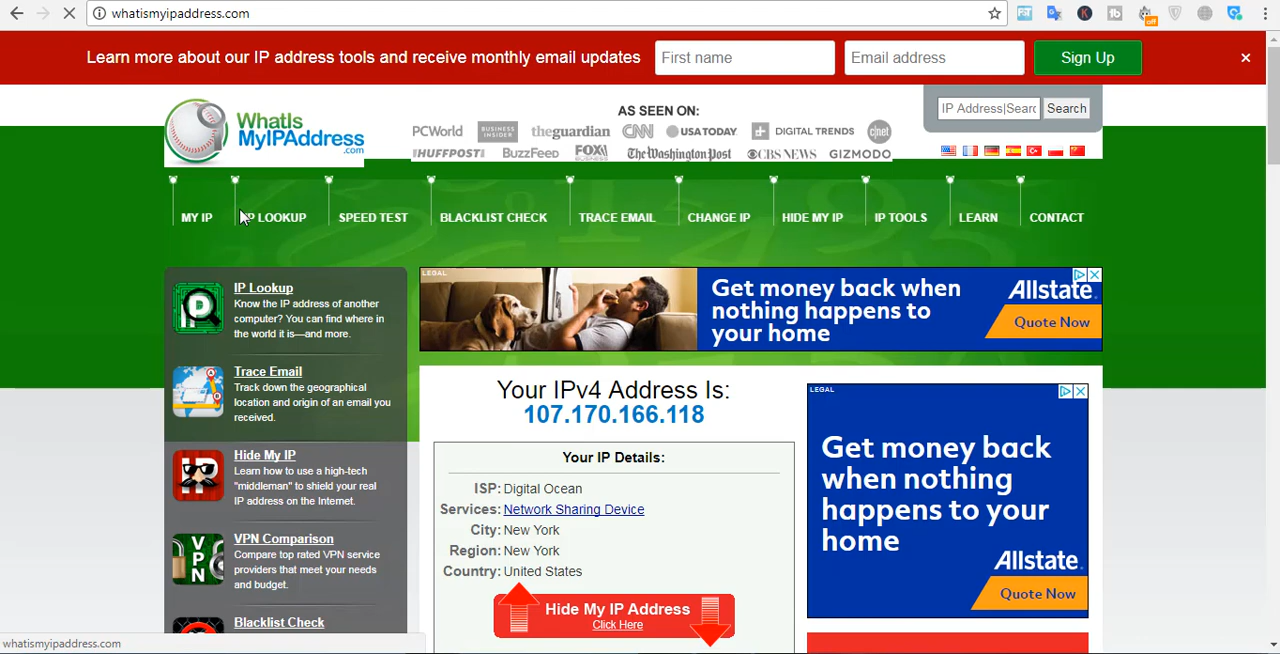 whatismyipaddress.com
Learn more about our IP address tools and receive monthly email updates
First name
Email address
Sign Up
WhatIs
MyIPAddress
.com
AS SEEN ON:
PCWorld BUSINESS INSIDER theguardian CNN USA TODAY DIGITAL TRENDS c|net
HUFFPOST BuzzFeed FOX The Washington Post CBS NEWS GIZMODO
IP Address|Searc
Search
MY IP IP LOOKUP SPEED TEST BLACKLIST CHECK TRACE EMAIL CHANGE IP HIDE MY IP IP TOOLS LEARN CONTACT
IP Lookup
Know the IP address of another
computer? You can find where in
the world it is—and more.
Trace Email
Track down the geographical
location and origin of an email you
received.
Hide My IP
Learn how to use a high-tech
"middleman" to shield your real
IP address on the Internet.
VPN Comparison
Compare top rated VPN service
providers that meet your needs
and budget.
Blacklist Check
LEGAL
Get money back when
nothing happens to
your home
Allstate
Quote Now
Your IPv4 Address Is:
107.170.166.118
Your IP Details:
ISP: Digital Ocean
Services: Network Sharing Device
City: New York
Region: New York
Country: United States
Hide My IP Address
Click Here
LEGAL
Get money back
when nothing
happens to your
home
Allstate
Quote Now
whatismyipaddress.com